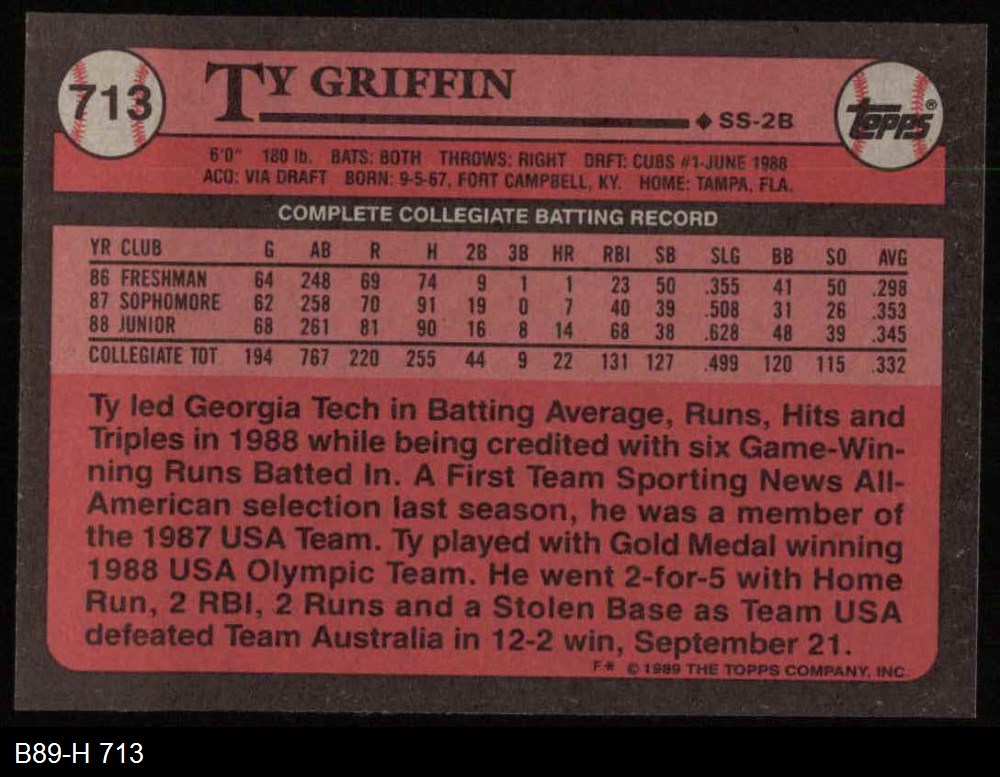 713
TY GRIFFIN
◆ SS-2B
TOPPS®
6'0" 180 lb. BATS: BOTH THROWS: RIGHT DRFT: CUBS #1-JUNE 1988
ACQ: VIA DRAFT BORN: 9-5-67, FORT CAMPBELL, KY. HOME: TAMPA, FLA.
COMPLETE COLLEGIATE BATTING RECORD
YR CLUB G AB R H 2B 3B HR RBI SB SLG BB SO AVG
86 FRESHMAN 64 248 69 74 9 1 1 23 50 .355 41 50 .298
87 SOPHOMORE 62 258 70 91 19 0 7 40 39 .508 31 26 .353
88 JUNIOR 68 261 81 90 16 8 14 68 38 .628 48 39 .345
COLLEGIATE TOT 194 767 220 255 44 9 22 131 127 .499 120 115 .332
Ty led Georgia Tech in Batting Average, Runs, Hits and
Triples in 1988 while being credited with six Game-Win-
ning Runs Batted In. A First Team Sporting News All-
American selection last season, he was a member of
the 1987 USA Team. Ty played with Gold Medal winning
1988 USA Olympic Team. He went 2-for-5 with Home
Run, 2 RBI, 2 Runs and a Stolen Base as Team USA
defeated Team Australia in 12-2 win, September 21.
F* © 1989 THE TOPPS COMPANY, INC.
B89-H 713